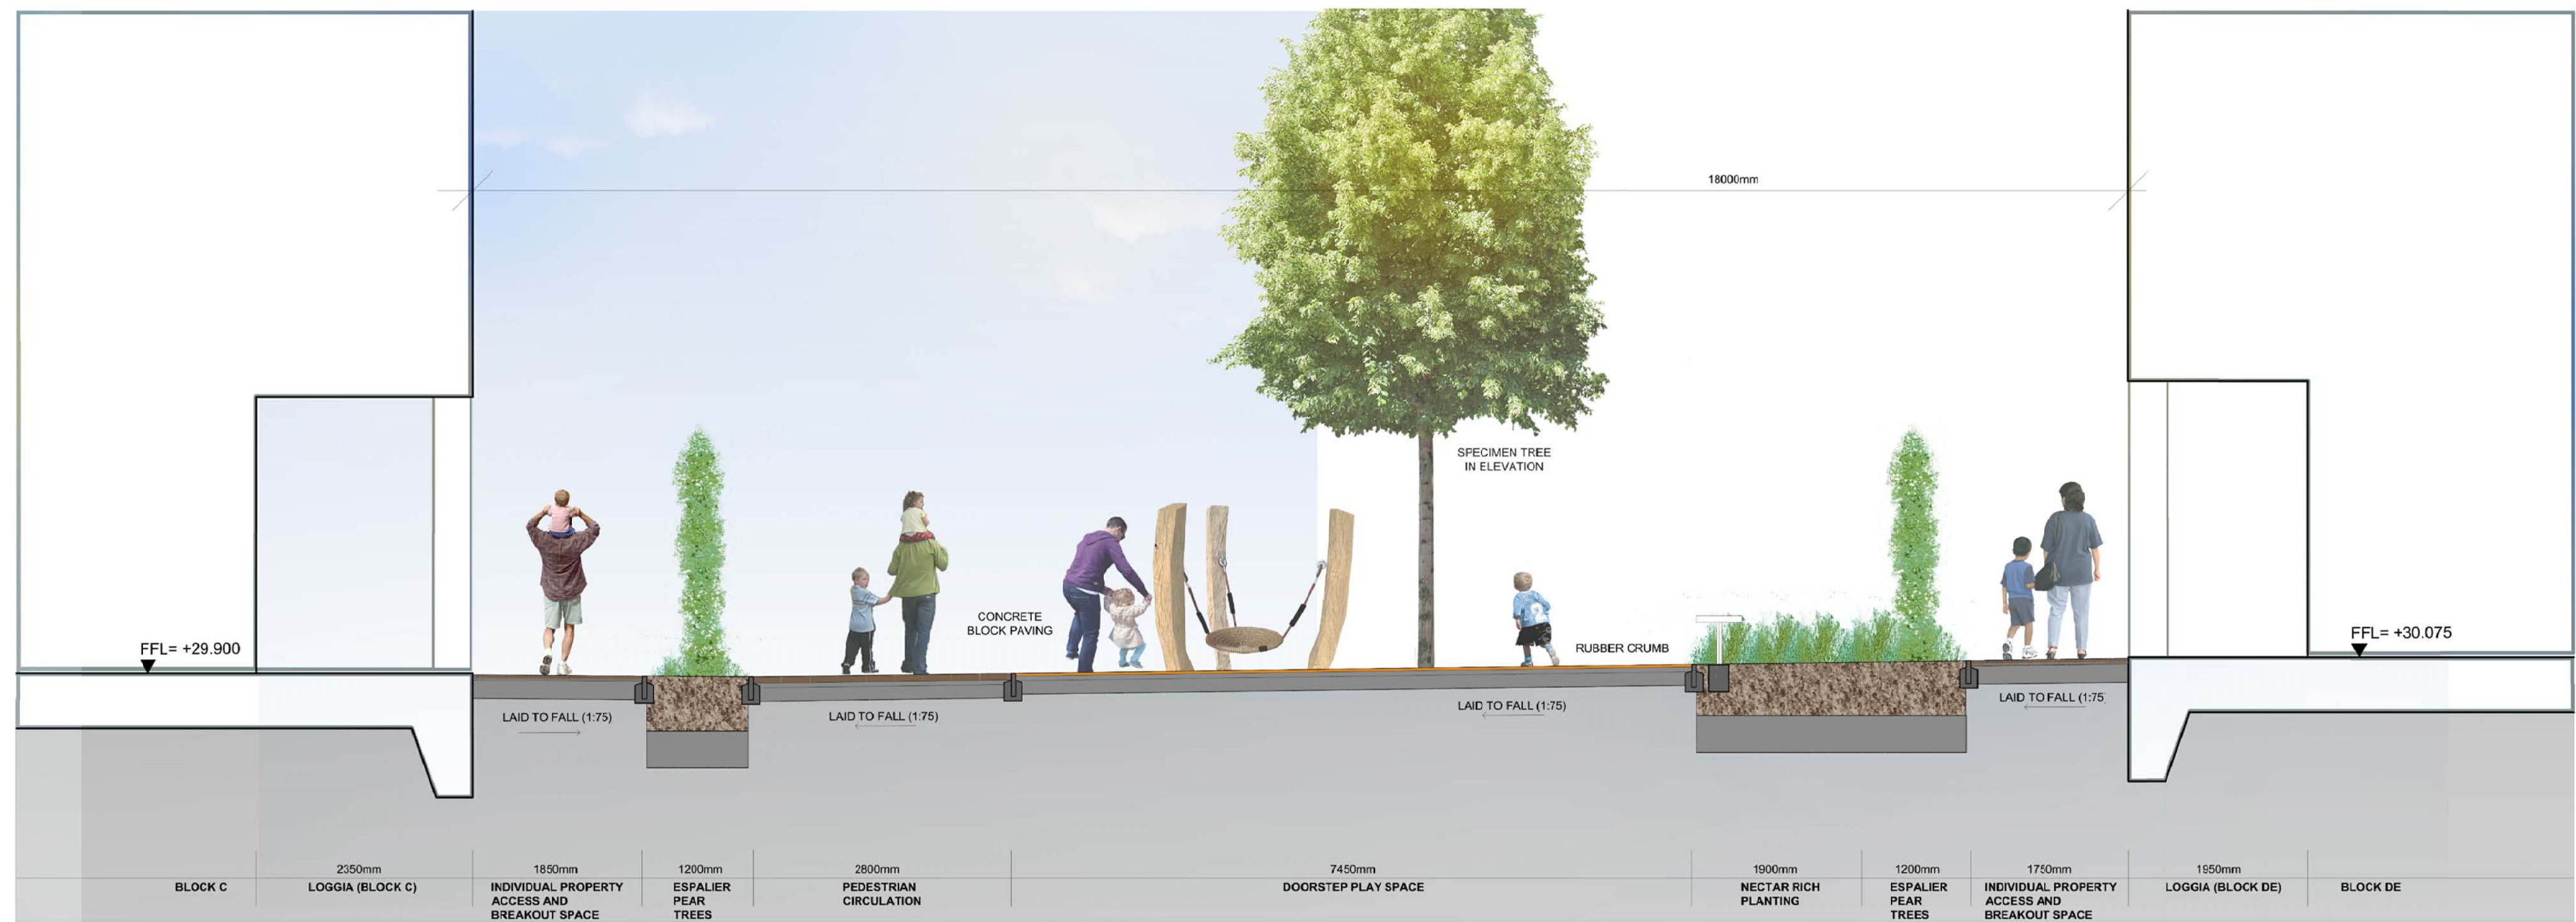 18000mm
SPECIMEN TREE
IN ELEVATION
CONCRETE
BLOCK PAVING
RUBBER CRUMB
FFL= +29.900
FFL= +30.075
LAID TO FALL (1:75)
LAID TO FALL (1:75)
LAID TO FALL (1:75)
LAID TO FALL (1:75
2350mm
1850mm
1200mm
2800mm
7450mm
1900mm
1200mm
1750mm
1950mm
BLOCK C
LOGGIA (BLOCK C)
INDIVIDUAL PROPERTY
ACCESS AND
BREAKOUT SPACE
ESPALIER
PEAR
TREES
PEDESTRIAN
CIRCULATION
DOORSTEP PLAY SPACE
NECTAR RICH
PLANTING
ESPALIER
PEAR
TREES
INDIVIDUAL PROPERTY
ACCESS AND
BREAKOUT SPACE
LOGGIA (BLOCK DE)
BLOCK DE